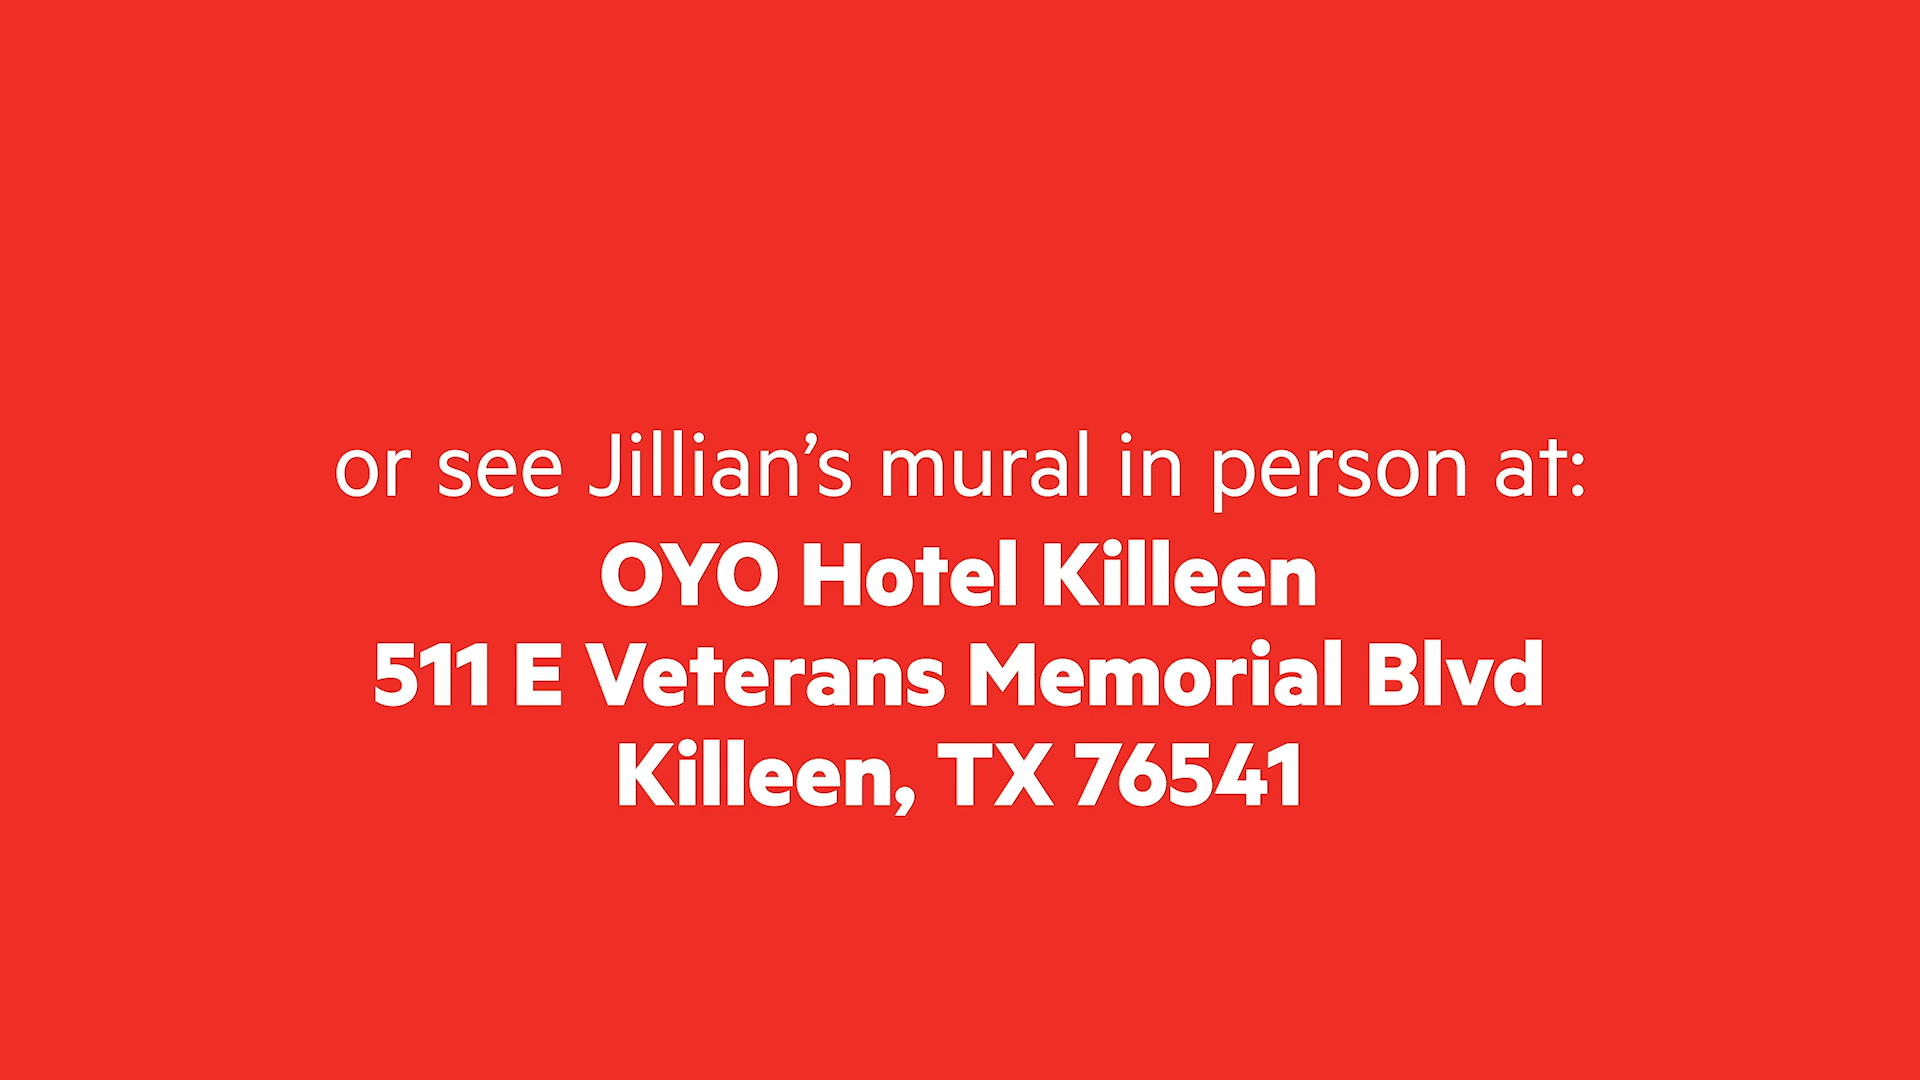 or see Jillian’s mural in person at:
OYO Hotel Killeen
511 E Veterans Memorial Blvd
Killeen, TX 76541